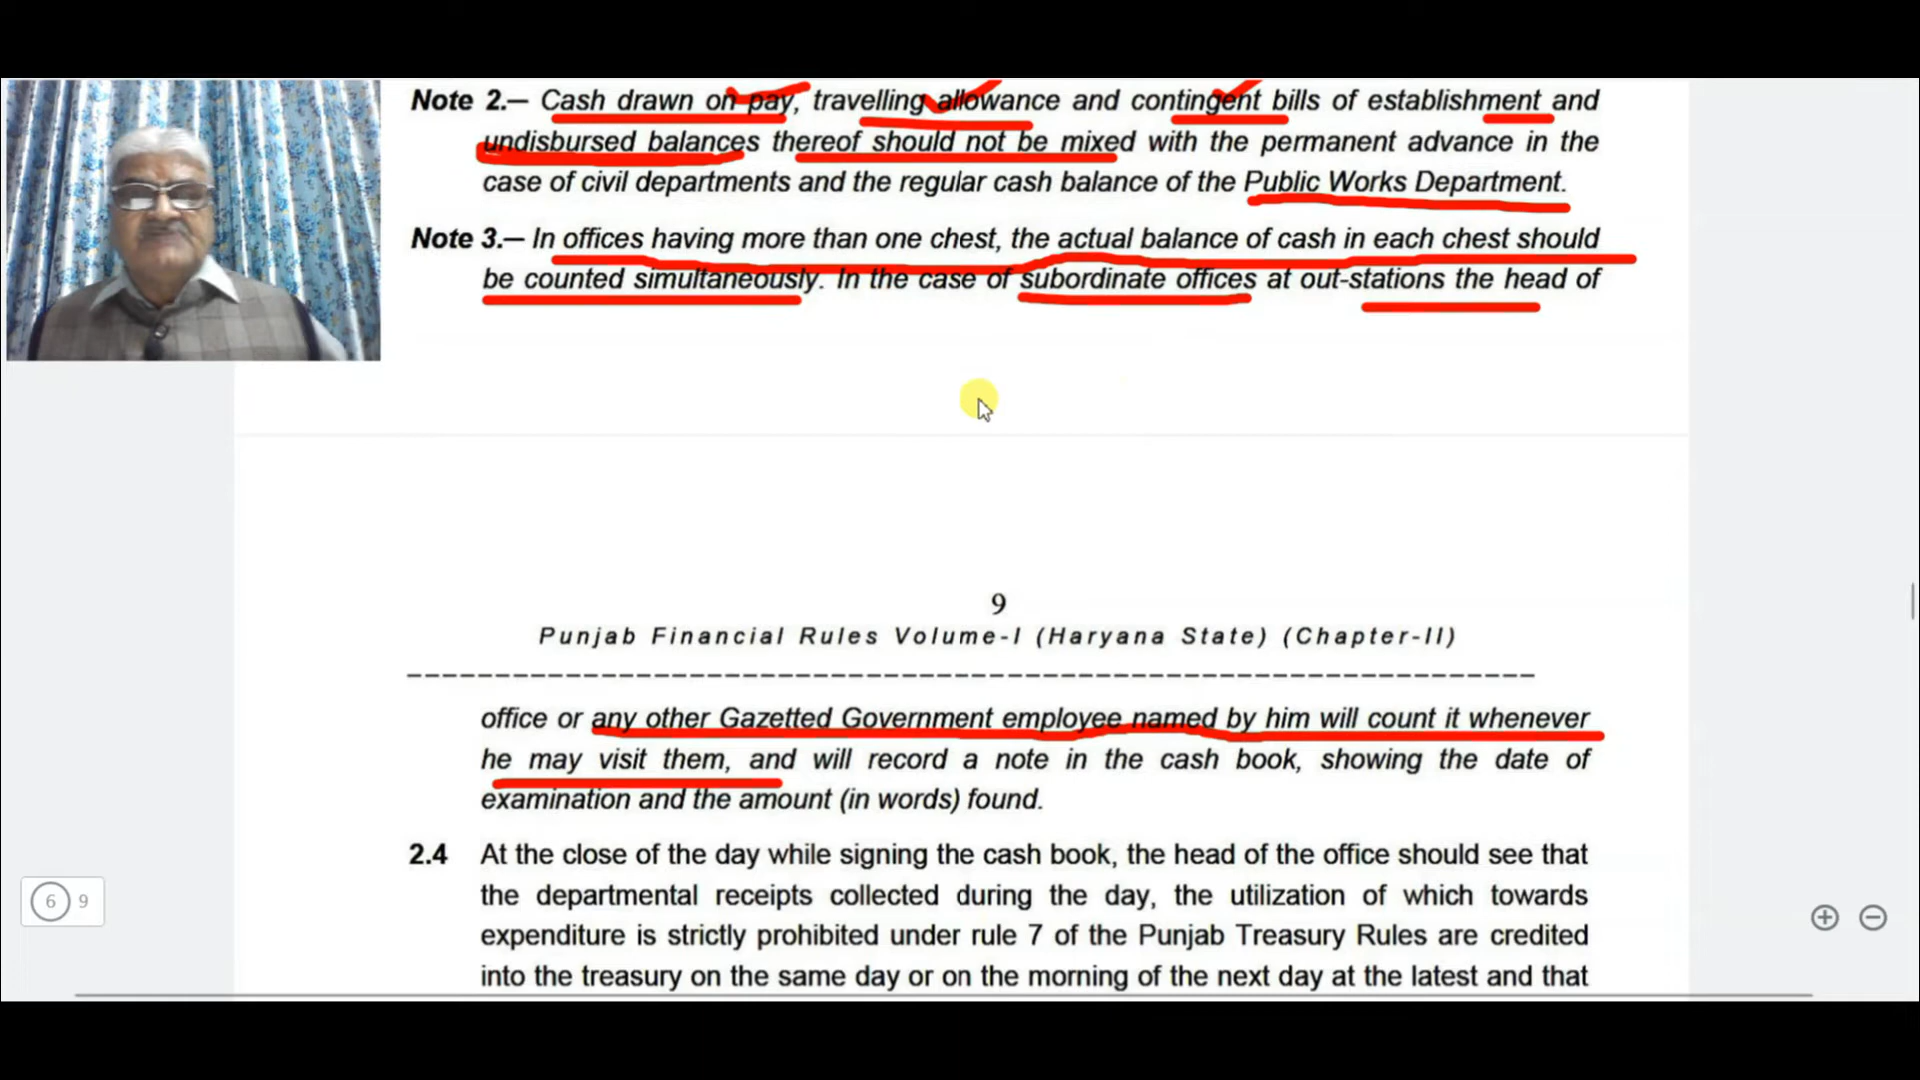 Note 2.— Cash drawn on pay, travelling allowance and contingent bills of establishment and
undisbursed balances thereof should not be mixed with the permanent advance in the
case of civil departments and the regular cash balance of the Public Works Department.
Note 3.— In offices having more than one chest, the actual balance of cash in each chest should
be counted simultaneously. In the case of subordinate offices at out-stations the head of
9
Punjab Financial Rules Volume-I (Haryana State) (Chapter-II)
office or any other Gazetted Government employee named by him will count it whenever
he may visit them, and will record a note in the cash book, showing the date of
examination and the amount (in words) found.
2.4 At the close of the day while signing the cash book, the head of the office should see that
the departmental receipts collected during the day, the utilization of which towards
expenditure is strictly prohibited under rule 7 of the Punjab Treasury Rules are credited
into the treasury on the same day or on the morning of the next day at the latest and that
6 9